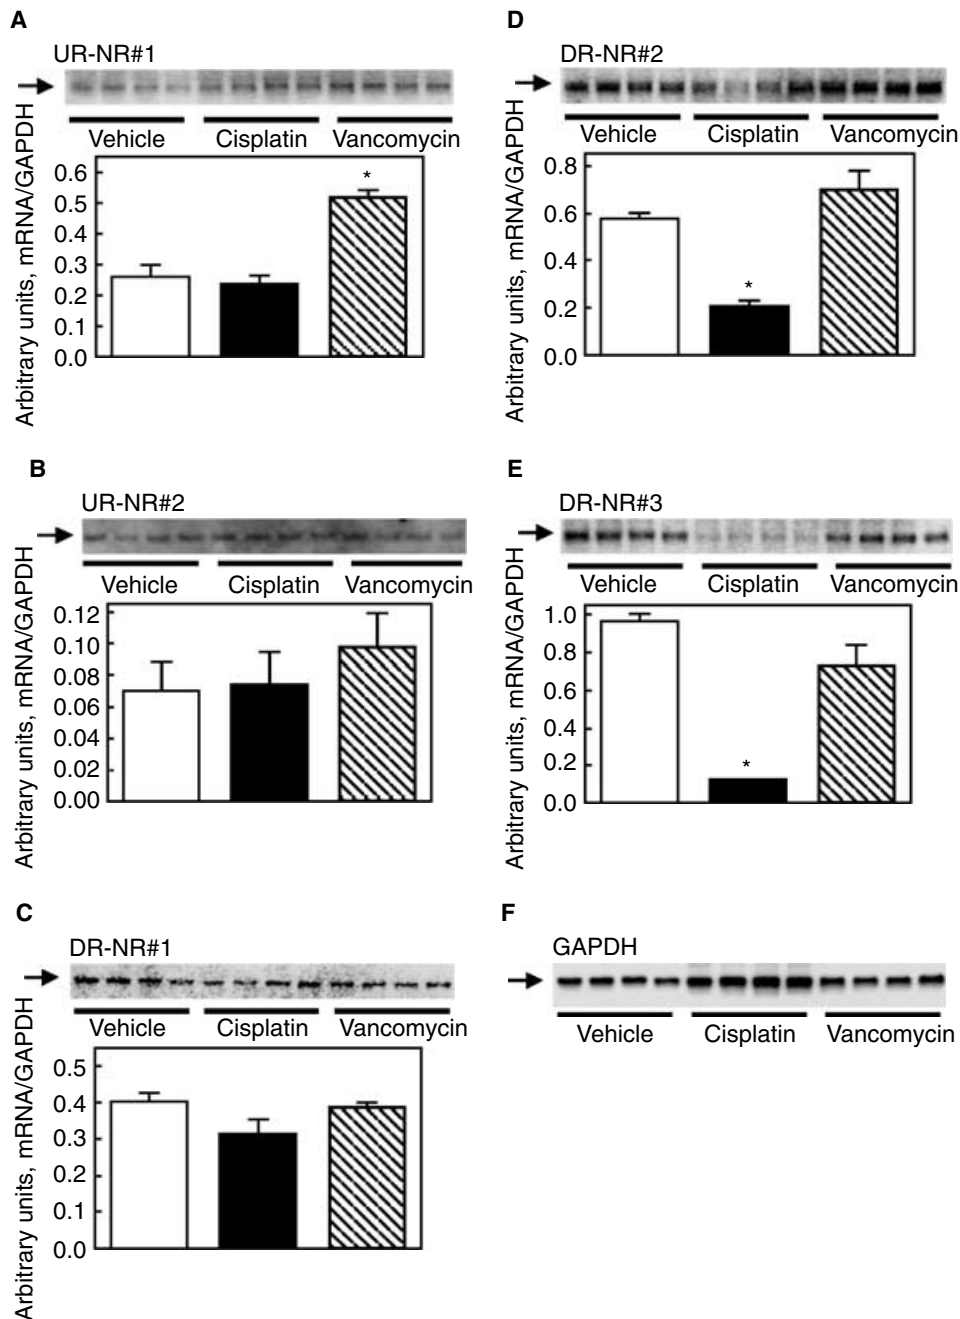 A
UR-NR#1
Vehicle Cisplatin Vancomycin
Arbitrary units, mRNA/GAPDH
0.6
0.5
0.4
0.3
0.2
0.1
0.0
*
B
UR-NR#2
Vehicle Cisplatin Vancomycin
Arbitrary units, mRNA/GAPDH
0.12
0.10
0.08
0.06
0.04
0.02
0.00
C
DR-NR#1
Vehicle Cisplatin Vancomycin
Arbitrary units, mRNA/GAPDH
0.5
0.4
0.3
0.2
0.1
0.0
D
DR-NR#2
Vehicle Cisplatin Vancomycin
Arbitrary units, mRNA/GAPDH
0.8
0.6
0.4
0.2
0.0
*
E
DR-NR#3
Vehicle Cisplatin Vancomycin
Arbitrary units, mRNA/GAPDH
1.0
0.8
0.6
0.4
0.2
0.0
*
F
GAPDH
Vehicle Cisplatin Vancomycin